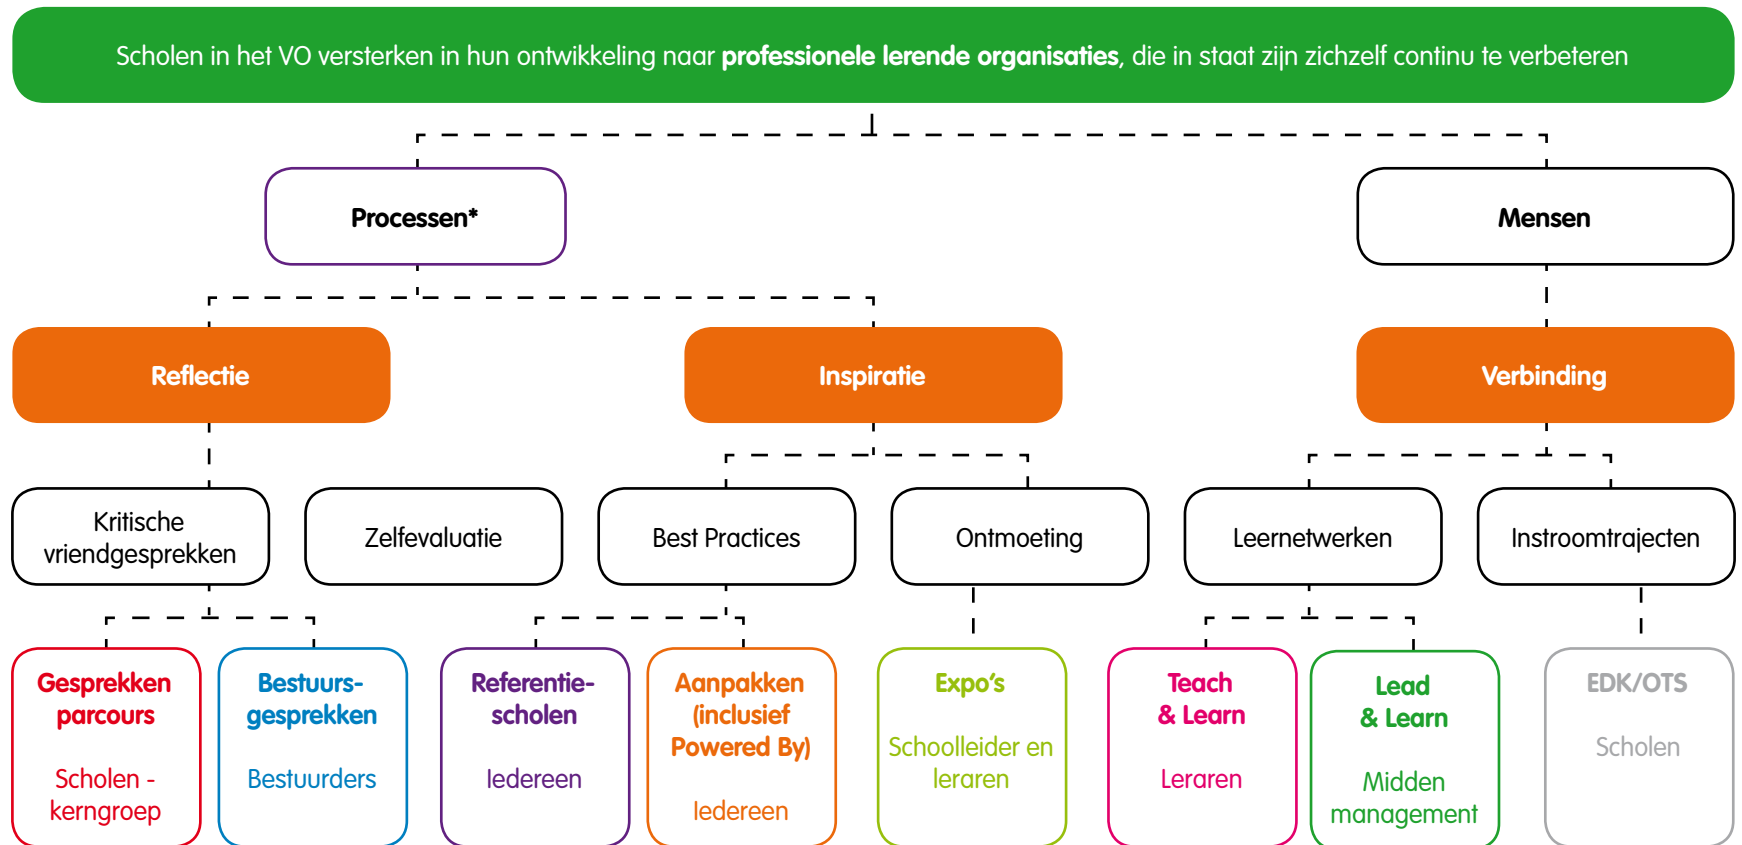 Scholen in het VO versterken in hun ontwikkeling naar professionele lerende organisaties, die in staat zijn zichzelf continu te verbeteren
Processen*
Mensen
Reflectie
Inspiratie
Verbinding
Kritische
vriendgesprekken
Zelfevaluatie
Best Practices
Ontmoeting
Leernetwerken
Instroomtrajecten
Gesprekken
parcours
Scholen -
kerngroep
Bestuurs-
gesprekken
Bestuurders
Referentie-
scholen
Iedereen
Aanpakken
(inclusief
Powered By)
Iedereen
Expo's
Schoolleider en
leraren
Teach
& Learn
Leraren
Lead
& Learn
Midden
management
EDK/OTS
Scholen